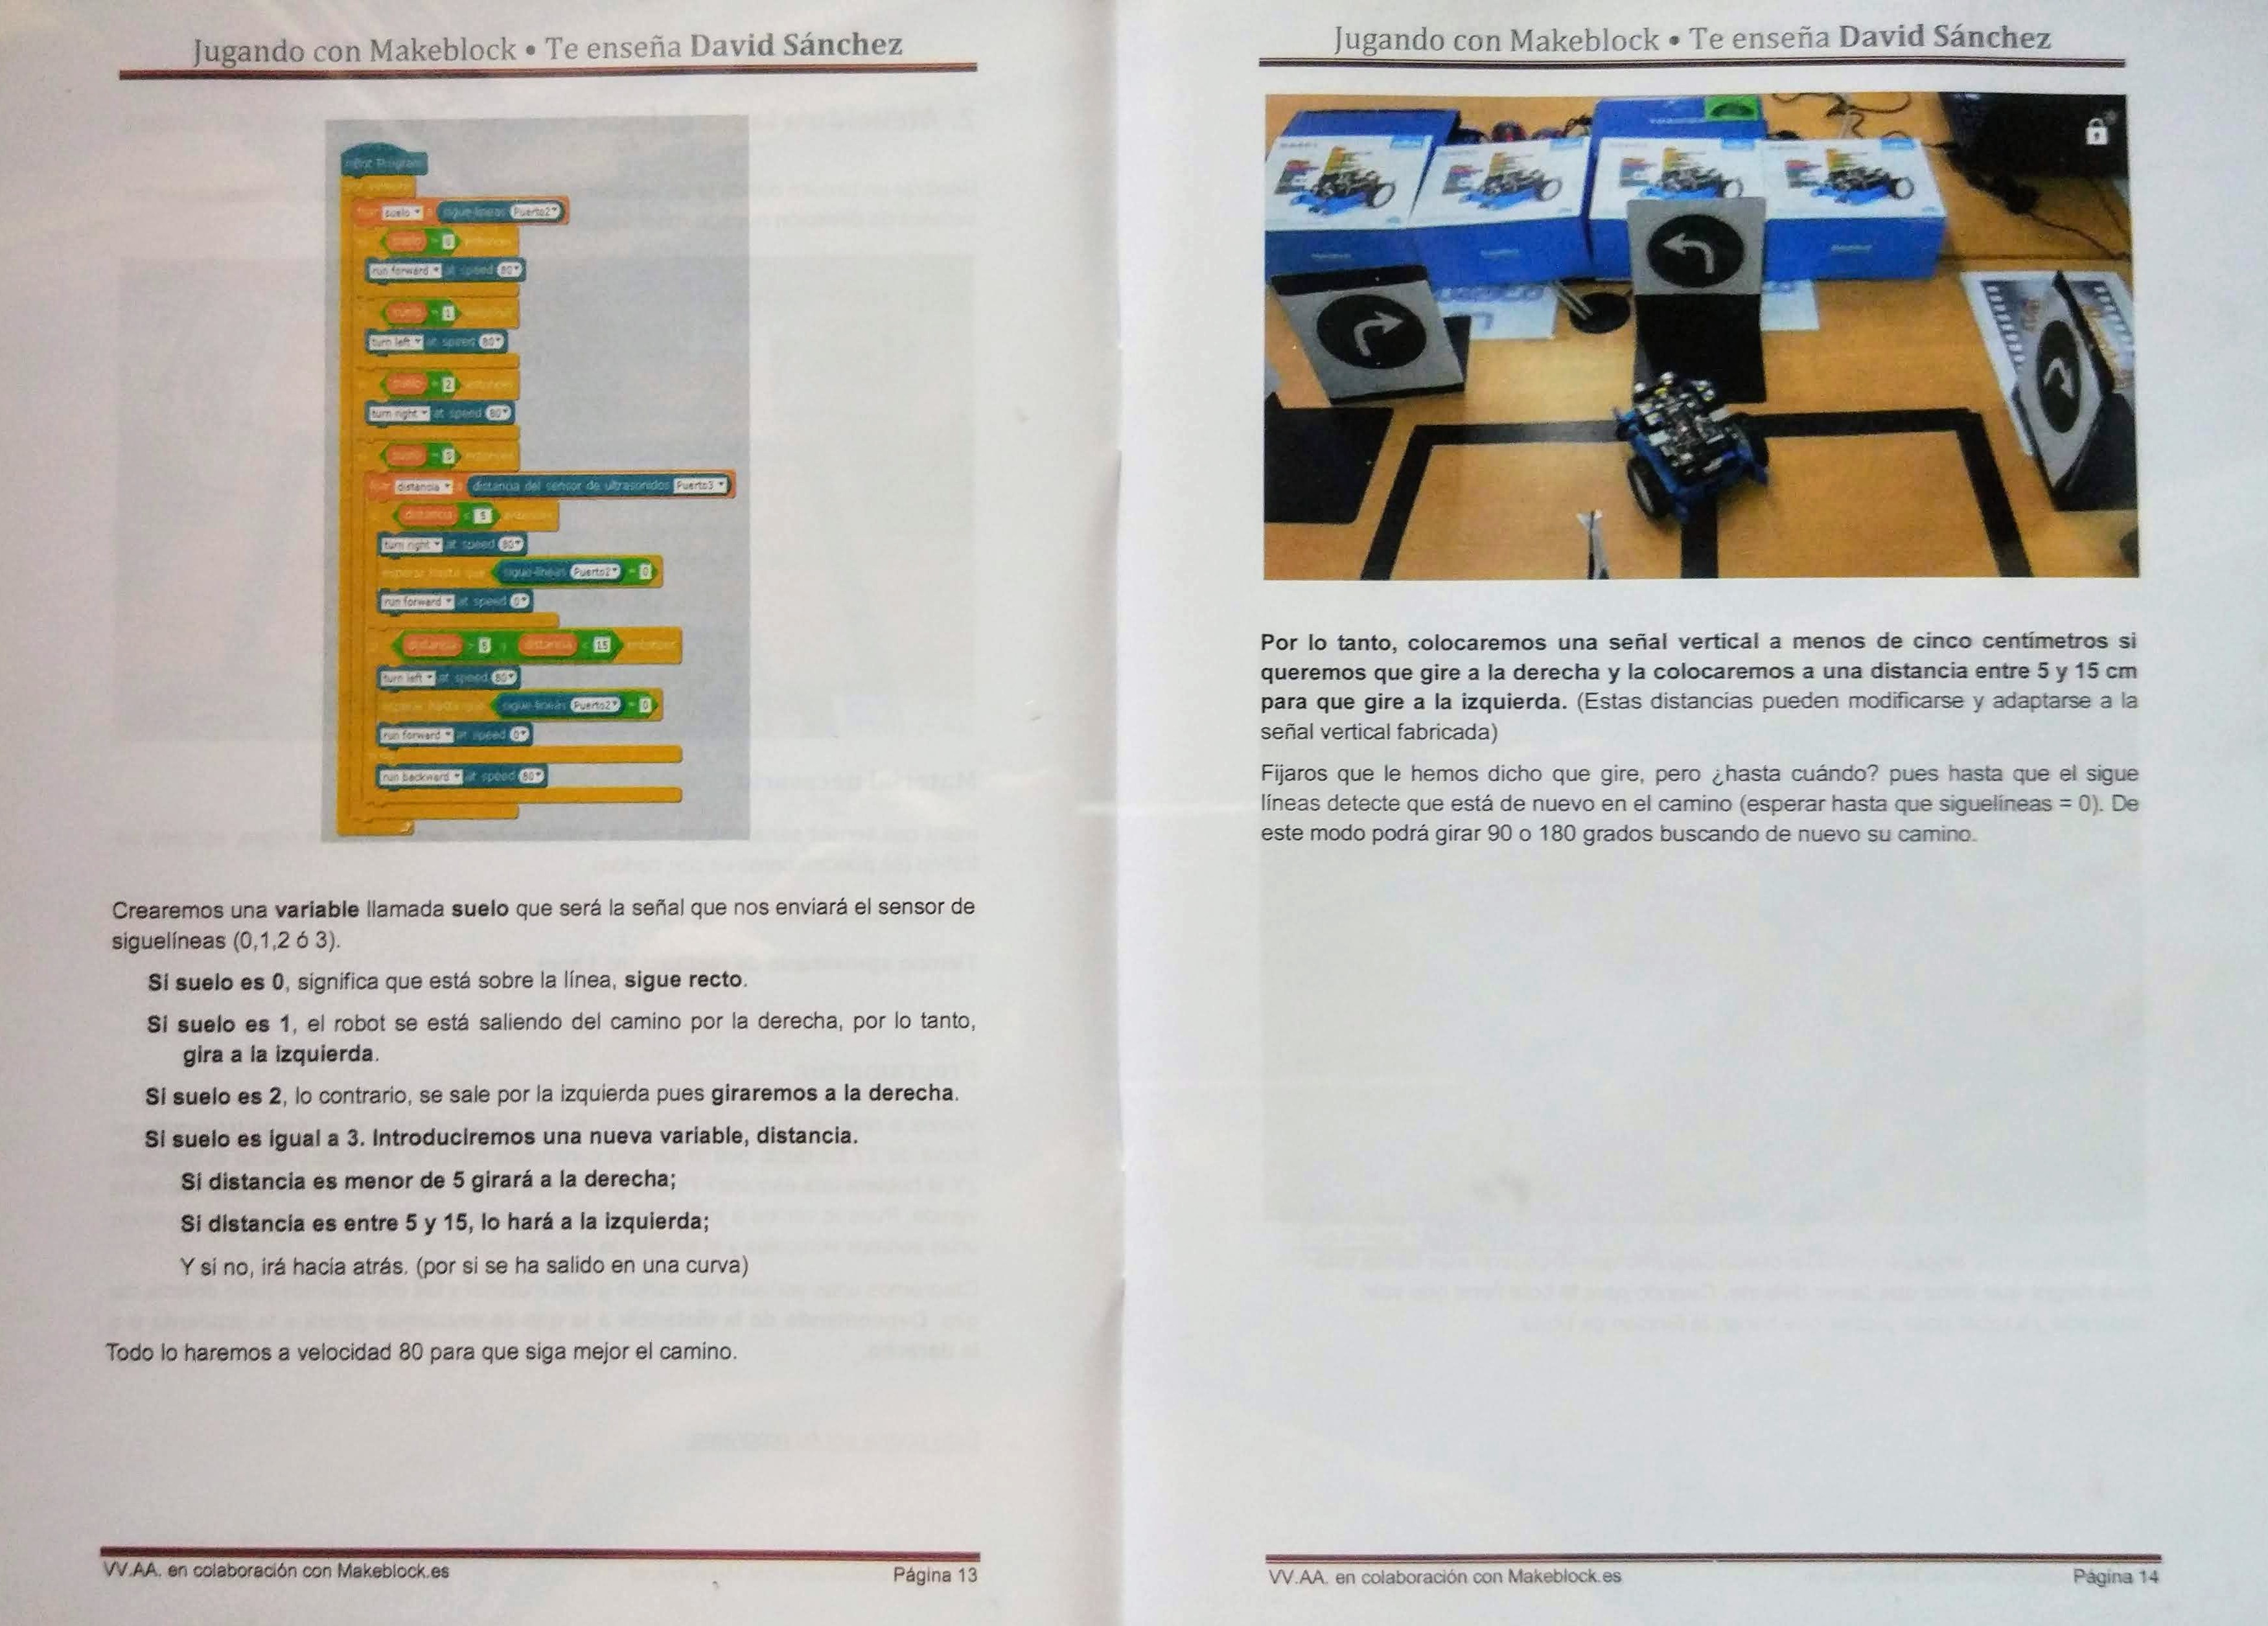 Jugando con Makeblock • Te enseña David Sánchez
suelo sigue-líneas Puerto2
suelo = 0
run forward at speed 80
suelo = 1
turn left at speed 80
suelo = 2
turn right at speed 80
suelo = 3
distancia distancia del sensor de ultrasonidos Puerto3
distancia < 5
turn right at speed 80
esperar hasta que sigue-líneas Puerto2 = 0
run forward at speed 0
distancia > 5 y distancia < 15
turn left at speed 80
esperar hasta que sigue-líneas Puerto2 = 0
run forward at speed 0
run backward at speed 80
Crearemos una variable llamada suelo que será la señal que nos enviará el sensor de
siguelíneas (0,1,2 ó 3).
Si suelo es 0, significa que está sobre la línea, sigue recto.
Si suelo es 1, el robot se está saliendo del camino por la derecha, por lo tanto,
gira a la izquierda.
Si suelo es 2, lo contrario, se sale por la izquierda pues giraremos a la derecha.
Si suelo es igual a 3. Introduciremos una nueva variable, distancia.
Si distancia es menor de 5 girará a la derecha;
Si distancia es entre 5 y 15, lo hará a la izquierda;
Y si no, irá hacia atrás. (por si se ha salido en una curva)
Todo lo haremos a velocidad 80 para que siga mejor el camino.
VV.AA. en colaboración con Makeblock.es Página 13
Jugando con Makeblock • Te enseña David Sánchez
Por lo tanto, colocaremos una señal vertical a menos de cinco centímetros si
queremos que gire a la derecha y la colocaremos a una distancia entre 5 y 15 cm
para que gire a la izquierda. (Estas distancias pueden modificarse y adaptarse a la
señal vertical fabricada)
Fijaros que le hemos dicho que gire, pero ¿hasta cuándo? pues hasta que el sigue
líneas detecte que está de nuevo en el camino (esperar hasta que siguelíneas = 0). De
este modo podrá girar 90 o 180 grados buscando de nuevo su camino.
VV.AA. en colaboración con Makeblock.es Página 14